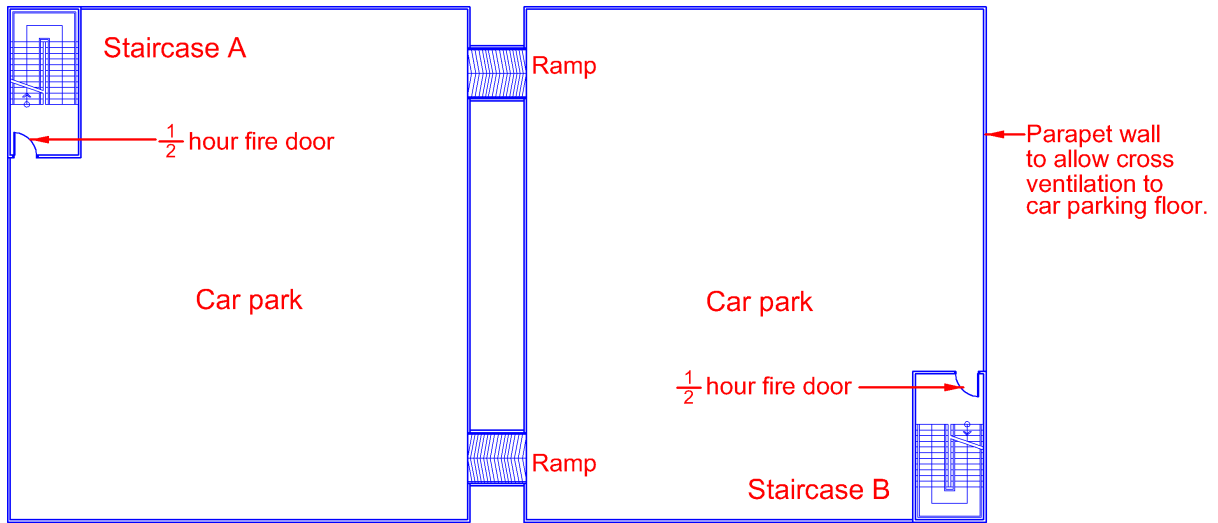 Staircase A
Ramp
1/2 hour fire door
Parapet wall
to allow cross
ventilation to
car parking floor.
Car park
Car park
1/2 hour fire door
Ramp
Staircase B